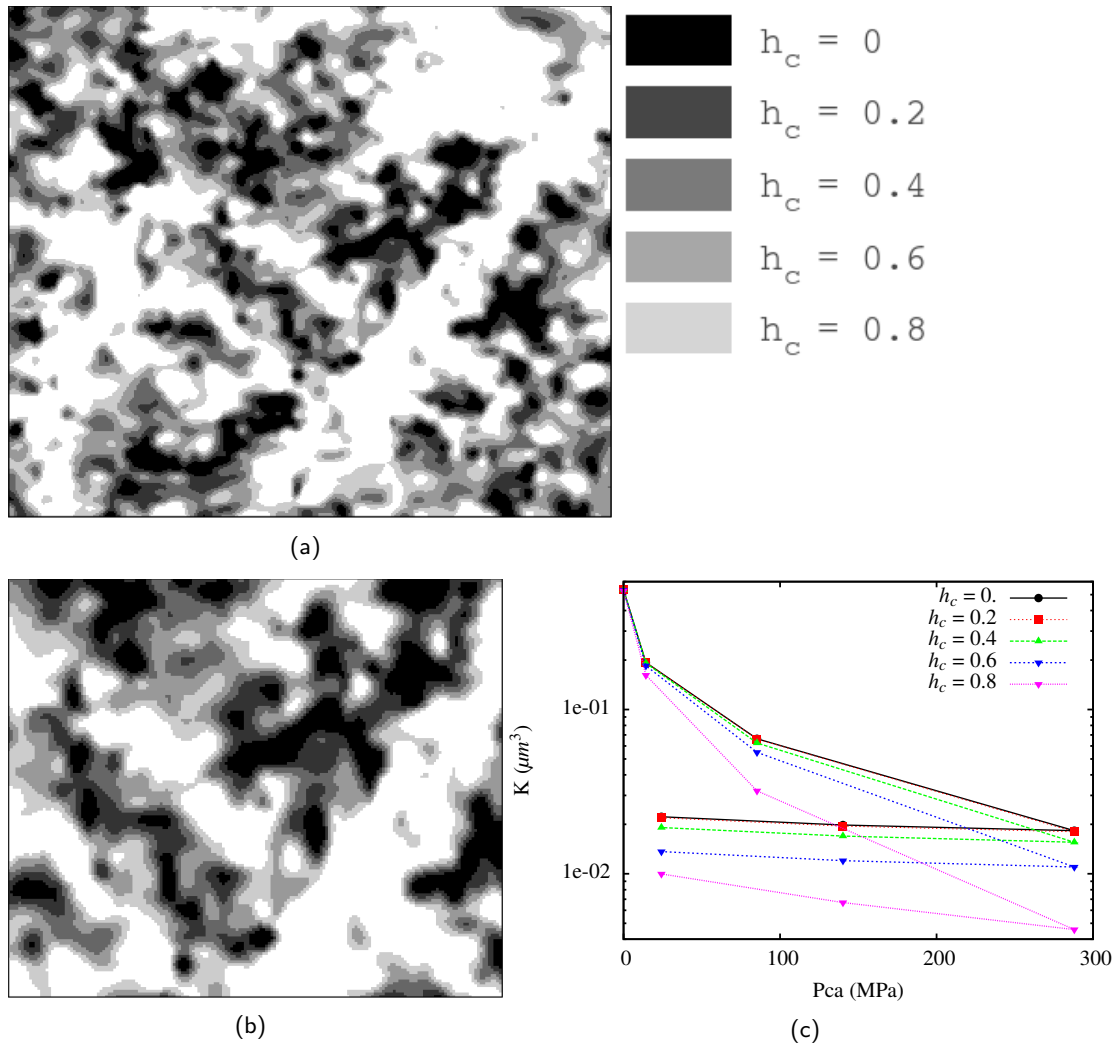 h_c = 0
h_c = 0.2
h_c = 0.4
h_c = 0.6
h_c = 0.8
(a)
(b)
h_c = 0.
h_c = 0.2
h_c = 0.4
h_c = 0.6
h_c = 0.8
1e-01
1e-02
K (μm³)
0
100
200
300
Pca (MPa)
(c)